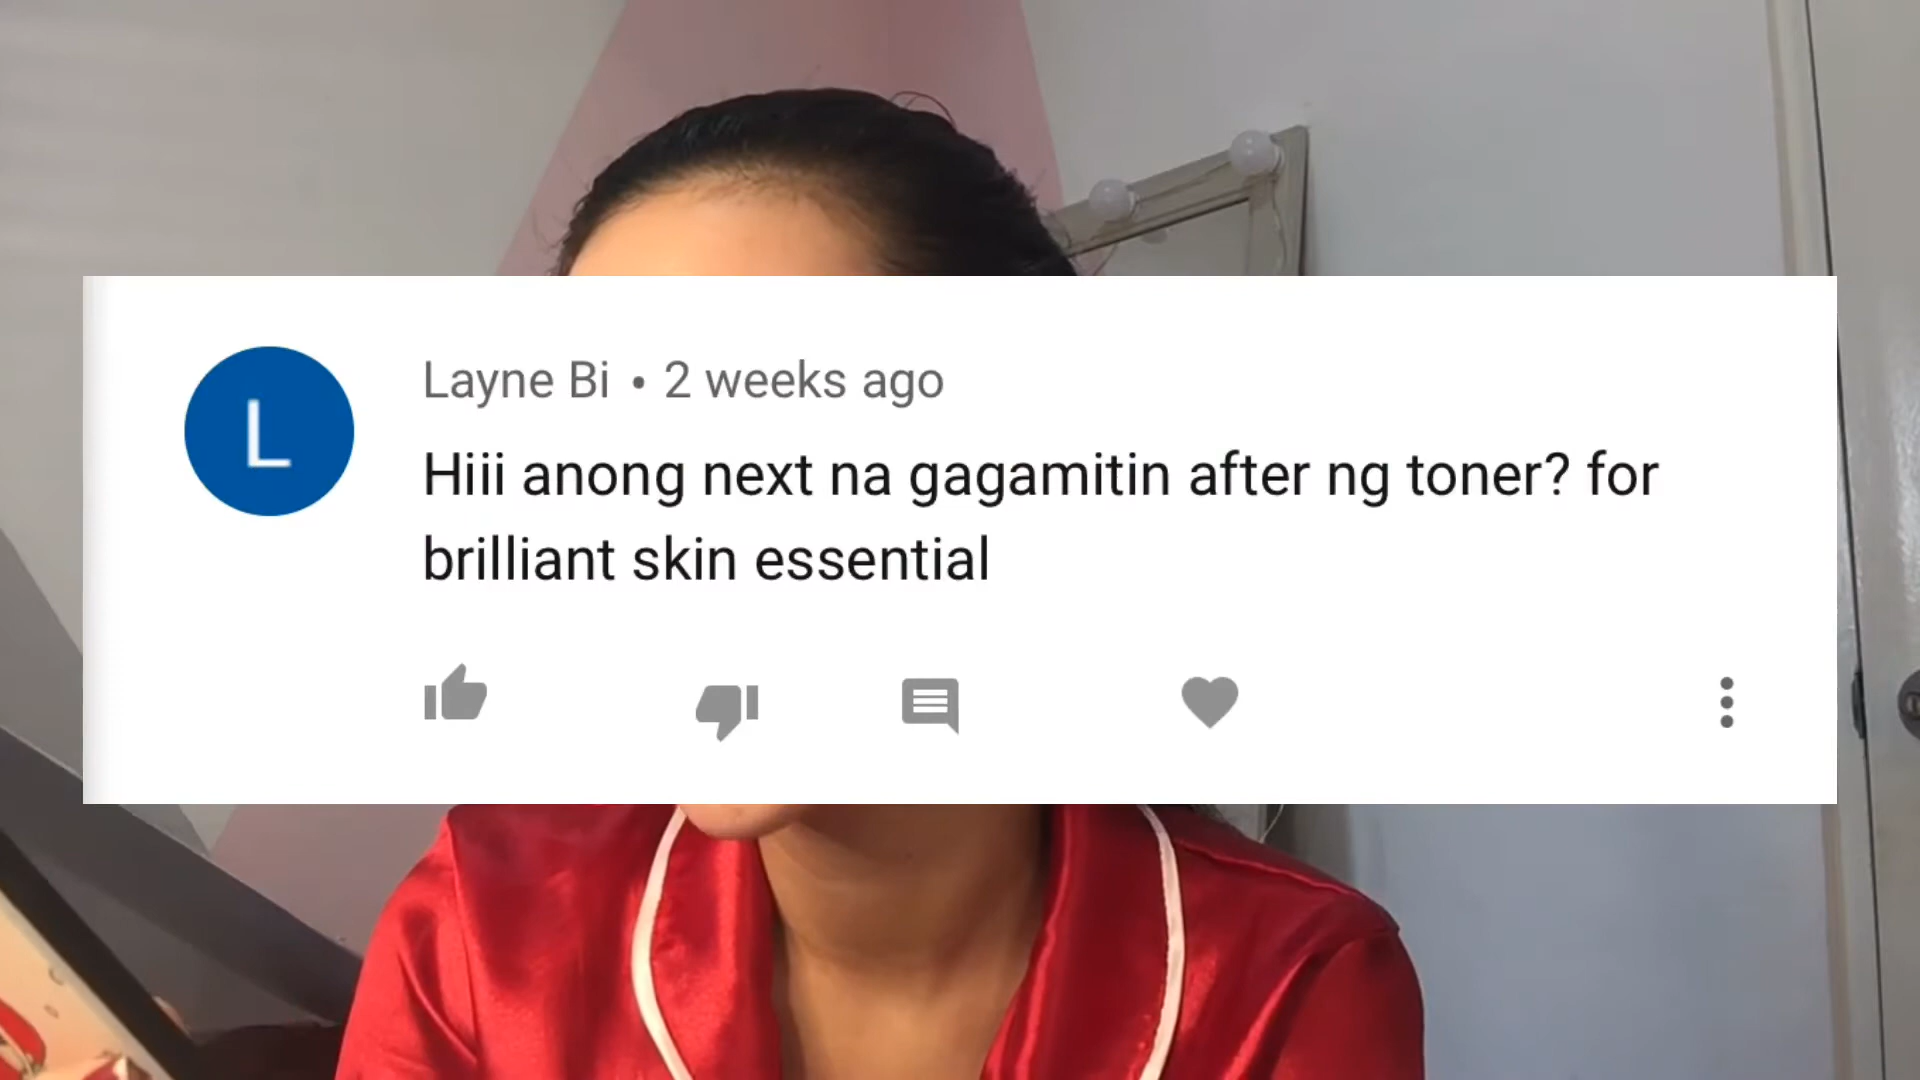 L
Layne Bi • 2 weeks ago
Hiii anong next na gagamitin after ng toner? for
brilliant skin essential